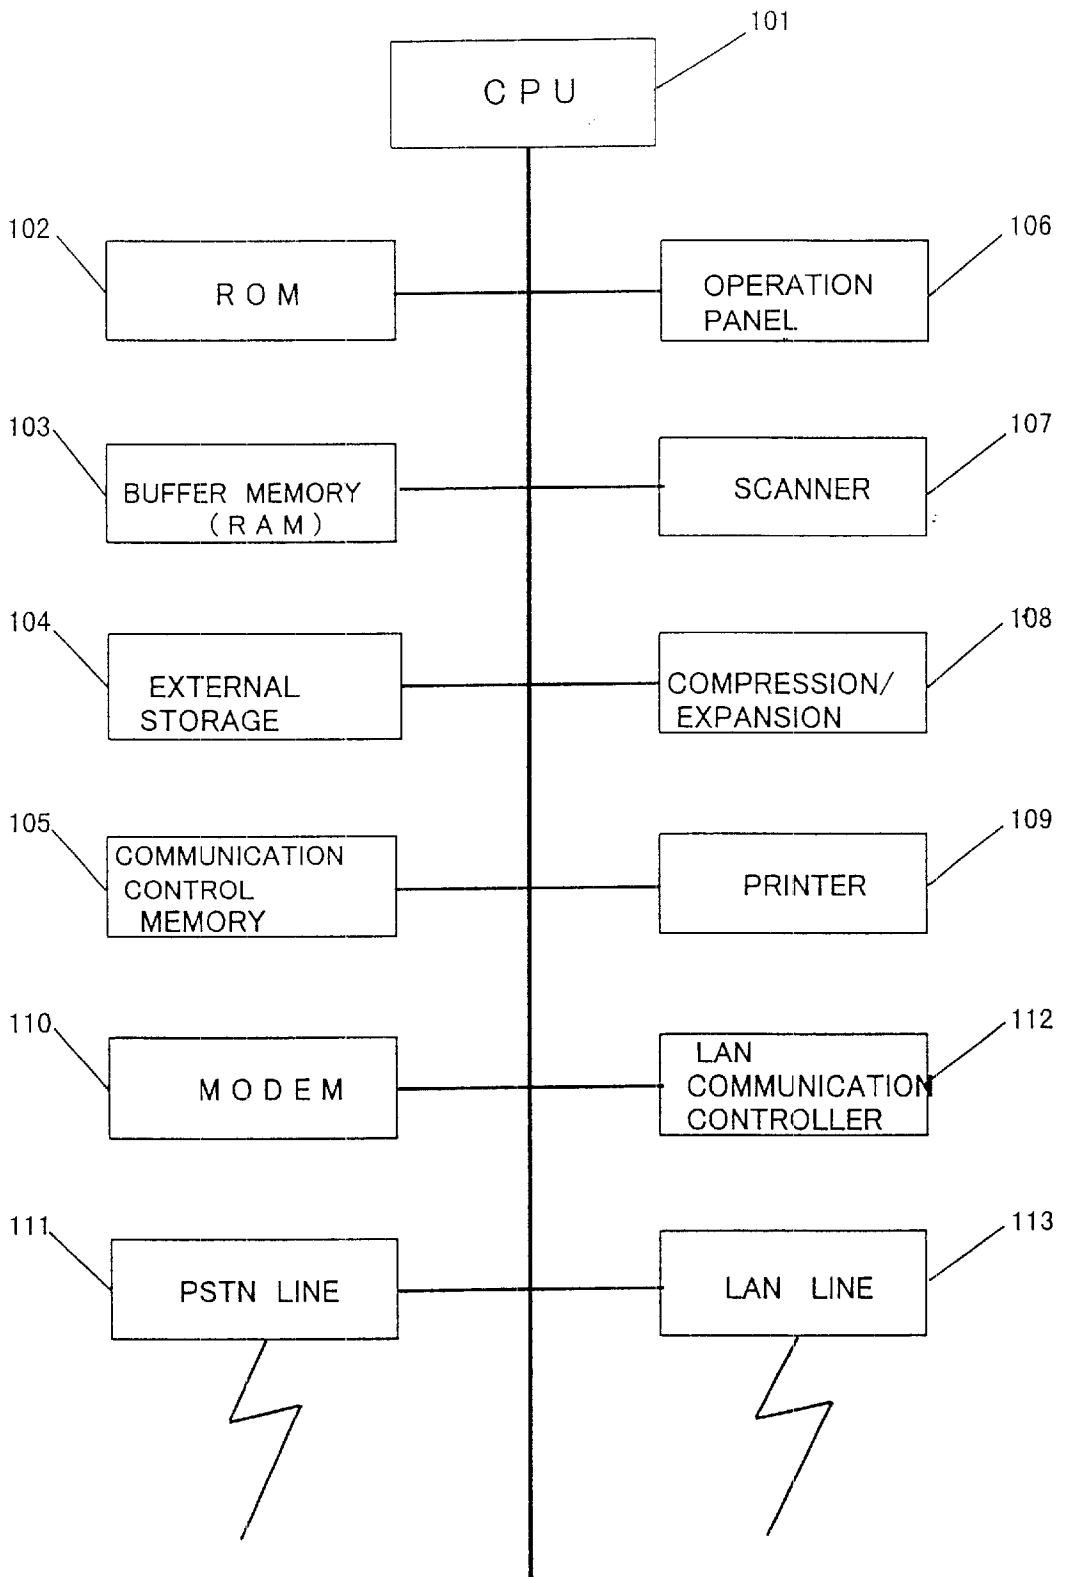 101
CPU
102
ROM
106
OPERATION
PANEL
103
BUFFER MEMORY
(RAM)
107
SCANNER
104
EXTERNAL
STORAGE
108
COMPRESSION/
EXPANSION
105
COMMUNICATION
CONTROL
MEMORY
109
PRINTER
110
MODEM
112
LAN
COMMUNICATION
CONTROLLER
111
PSTN LINE
113
LAN LINE